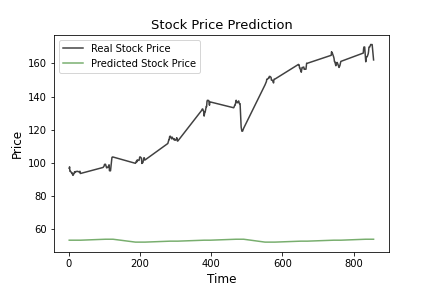 Stock Price Prediction
Real Stock Price
Predicted Stock Price
Price
160
140
120
100
80
60
0 200 400 600 800
Time